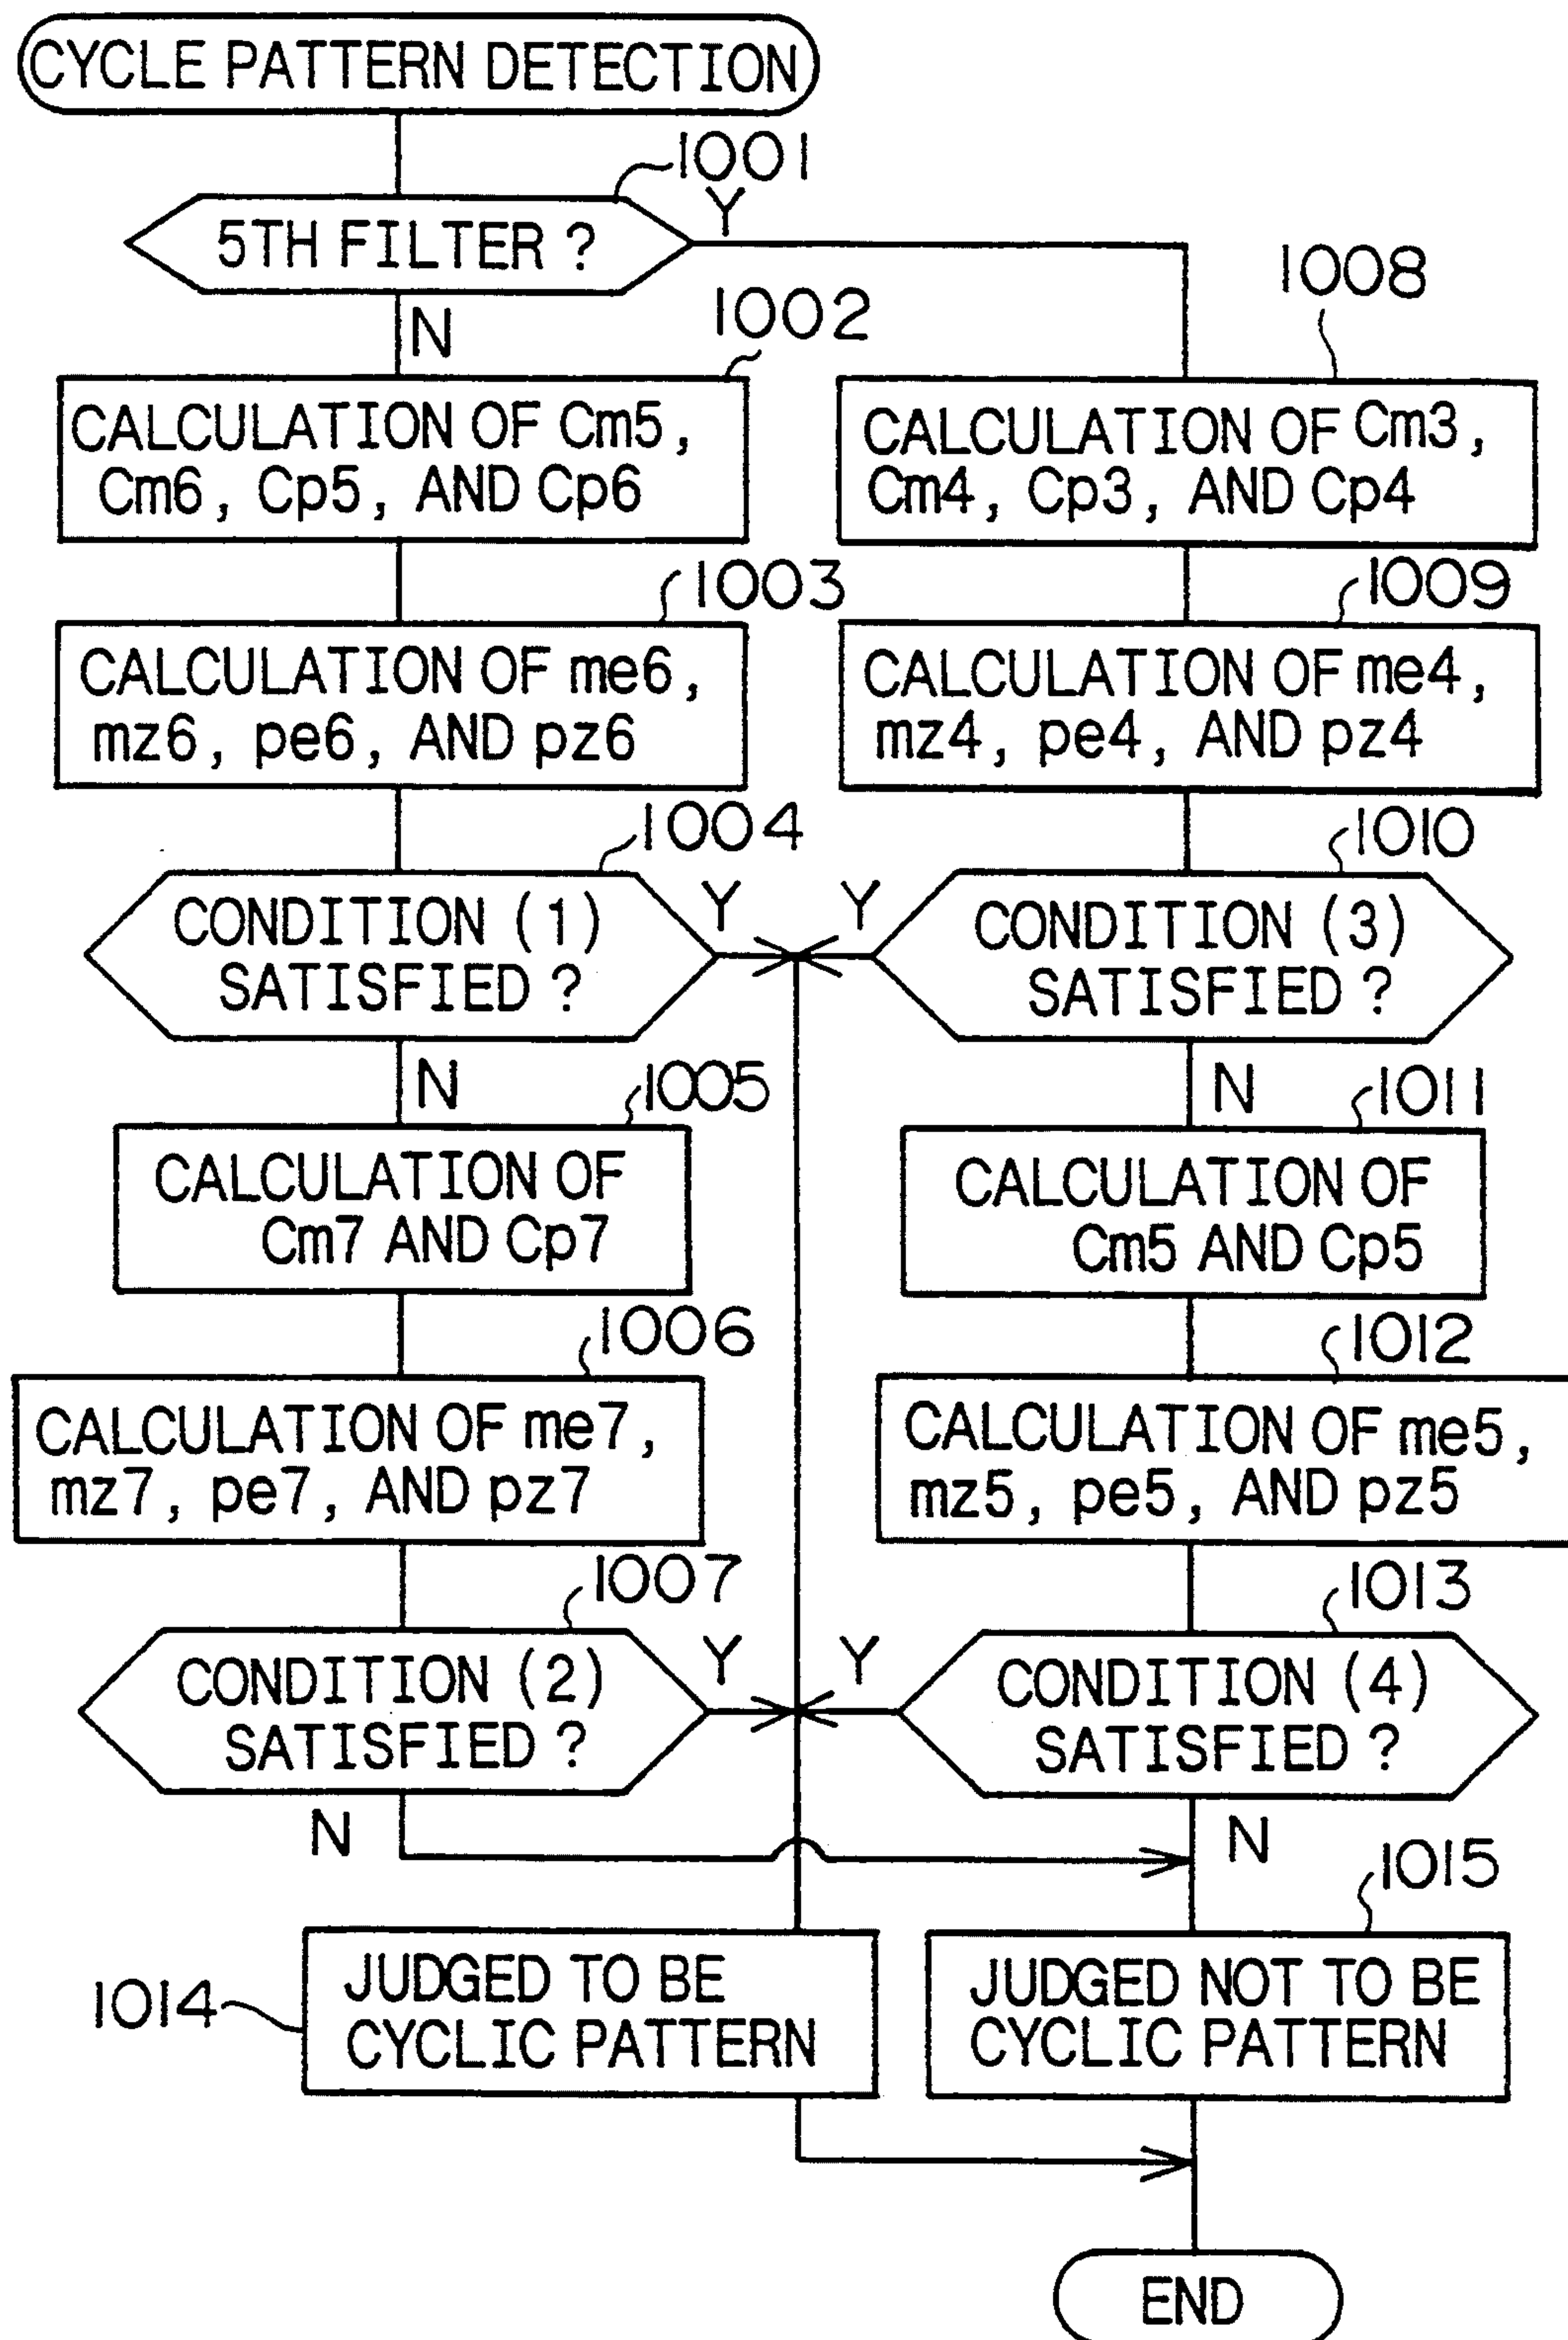 CYCLE PATTERN DETECTION
1001
5TH FILTER ?
Y
N
1002
CALCULATION OF Cm5,
Cm6, Cp5, AND Cp6
1003
CALCULATION OF me6,
mz6, pe6, AND pz6
1004
CONDITION (1)
SATISFIED ?
Y
N
1005
CALCULATION OF
Cm7 AND Cp7
1006
CALCULATION OF me7,
mz7, pe7, AND pz7
1007
CONDITION (2)
SATISFIED ?
Y
N
1008
CALCULATION OF Cm3,
Cm4, Cp3, AND Cp4
1009
CALCULATION OF me4,
mz4, pe4, AND pz4
1010
CONDITION (3)
SATISFIED ?
Y
N
1011
CALCULATION OF
Cm5 AND Cp5
1012
CALCULATION OF me5,
mz5, pe5, AND pz5
1013
CONDITION (4)
SATISFIED ?
Y
N
1014
JUDGED TO BE
CYCLIC PATTERN
1015
JUDGED NOT TO BE
CYCLIC PATTERN
END